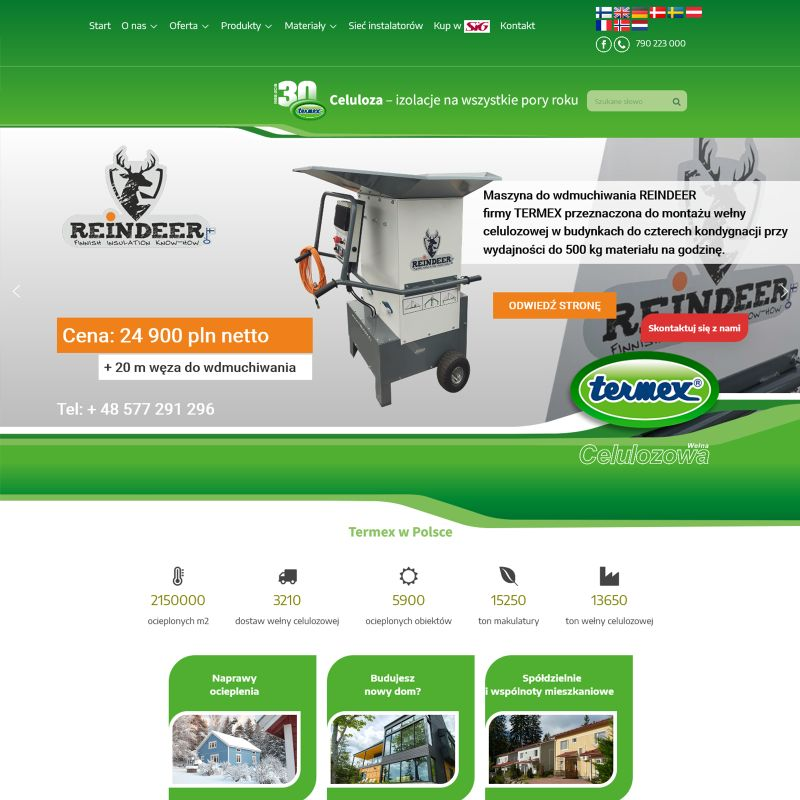 Start O nas Oferta Produkty Materiały Sieć instalatorów Kup w SIG Kontakt
790 223 000
30
termex
Celuloza – izolacje na wszystkie pory roku
Szukane słowo
REINDEER
FINNISH INSULATION KNOW-HOW
REINDEER
Maszyna do wdmuchiwania REINDEER
firmy TERMEX przeznaczona do montażu wełny
celulozowej w budynkach do czterech kondygnacji przy
wydajności do 500 kg materiału na godzinę.
REINDEER
ODWIEDŹ STRONĘ
Skontaktuj się z nami
Cena: 24 900 pln netto
+ 20 m węza do wdmuchiwania
Tel: + 48 577 291 296
termex®
Wełna
Celulozowa
Termex w Polsce
2150000 3210 5900 15250 13650
ocieplonych m2 dostaw wełny celulozowej ocieplonych obiektów ton makulatury ton wełny celulozowej
Naprawy
ocieplenia
Budujesz
nowy dom?
Spółdzielnie
i wspólnoty mieszkaniowe